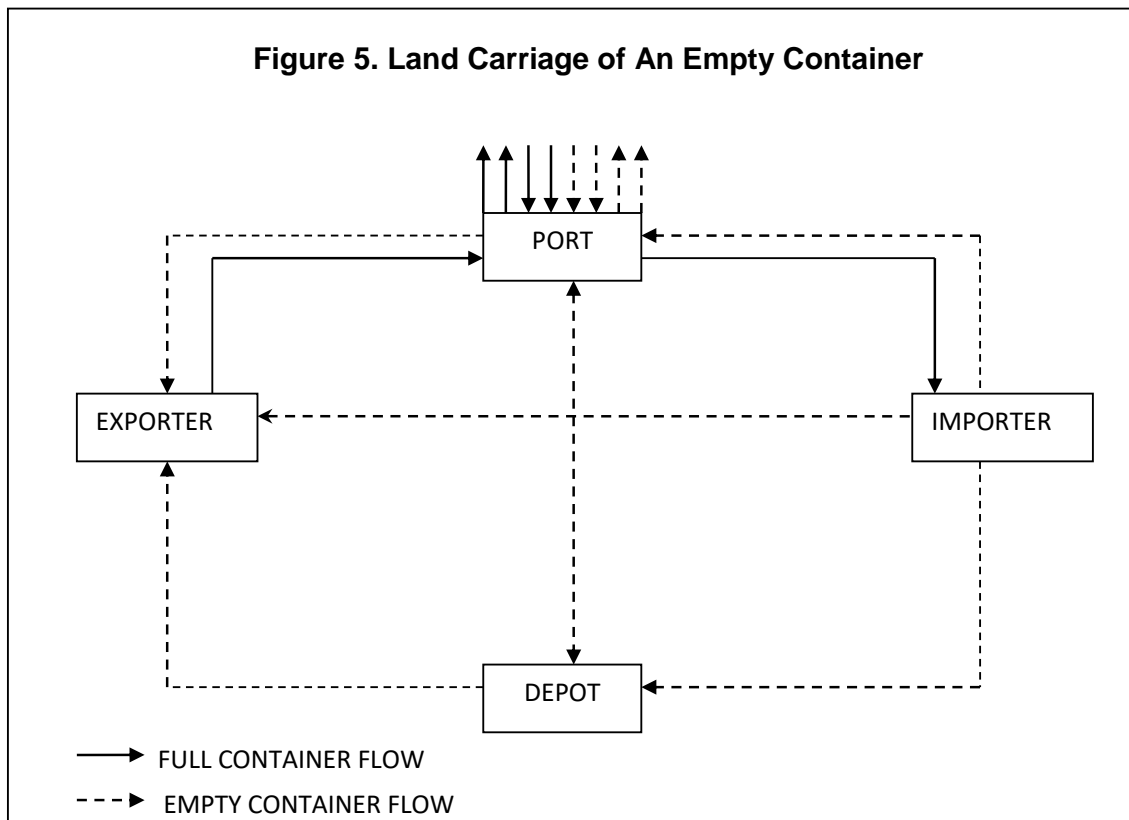 Figure 5. Land Carriage of An Empty Container
PORT
EXPORTER
IMPORTER
DEPOT
FULL CONTAINER FLOW
EMPTY CONTAINER FLOW